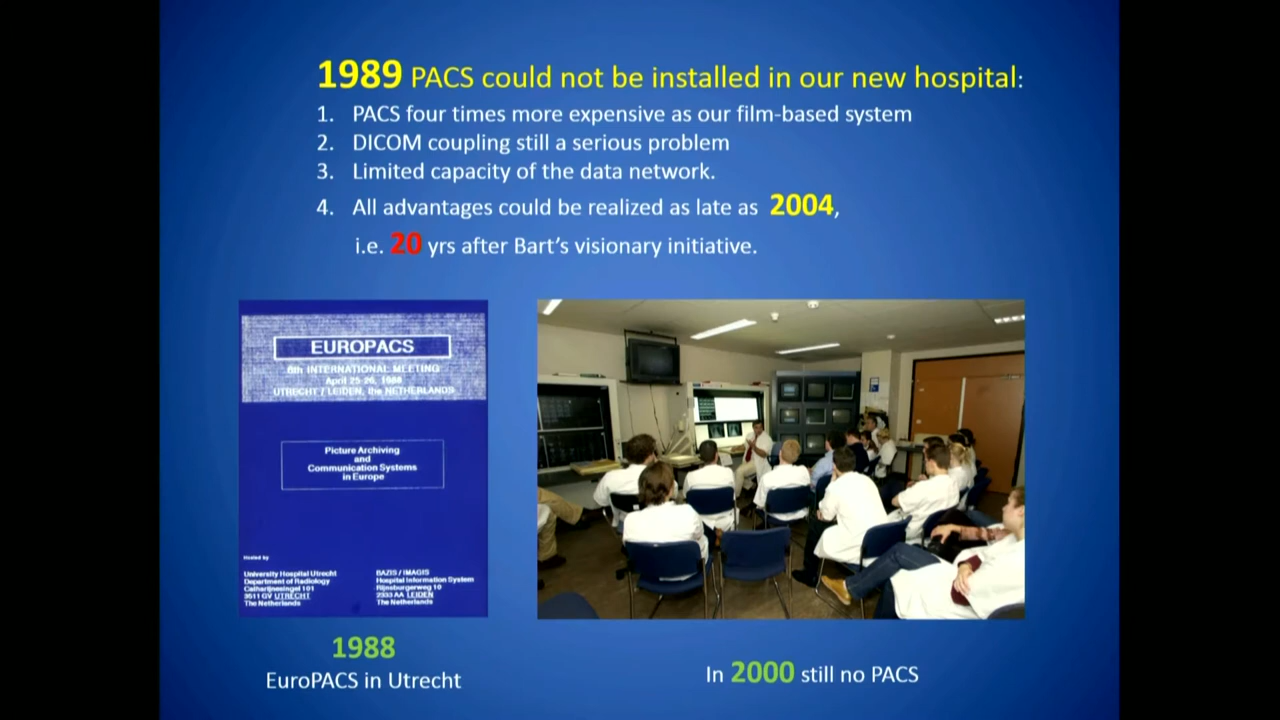 1989 PACS could not be installed in our new hospital:
1. PACS four times more expensive as our film-based system
2. DICOM coupling still a serious problem
3. Limited capacity of the data network.
4. All advantages could be realized as late as 2004,
i.e. 20 yrs after Bart's visionary initiative.
EUROPACS
6th INTERNATIONAL MEETING
April 25-26, 1988
UTRECHT / LEIDEN, the NETHERLANDS
Picture Archiving
and
Communication Systems
in Europe
Hosted by
University Hospital Utrecht
Department of Radiology
Catharijnesingel 101
3511 GV UTRECHT
The Netherlands
BAZIS / IMAGIS
Hospital Information System
Rijnsburgerweg 10
2333 AA LEIDEN
The Netherlands
1988
EuroPACS in Utrecht
In 2000 still no PACS